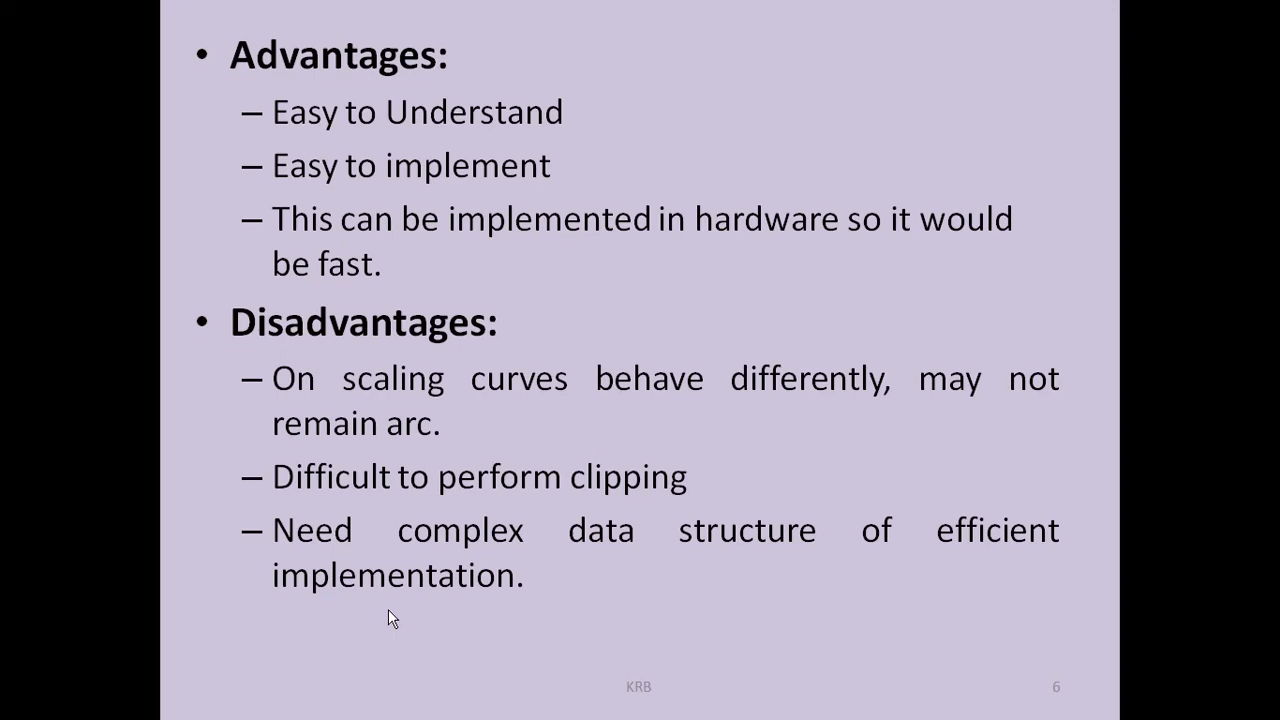 • Advantages:
– Easy to Understand
– Easy to implement
– This can be implemented in hardware so it would
be fast.
• Disadvantages:
– On scaling curves behave differently, may not
remain arc.
– Difficult to perform clipping
– Need complex data structure of efficient
implementation.
KRB
6